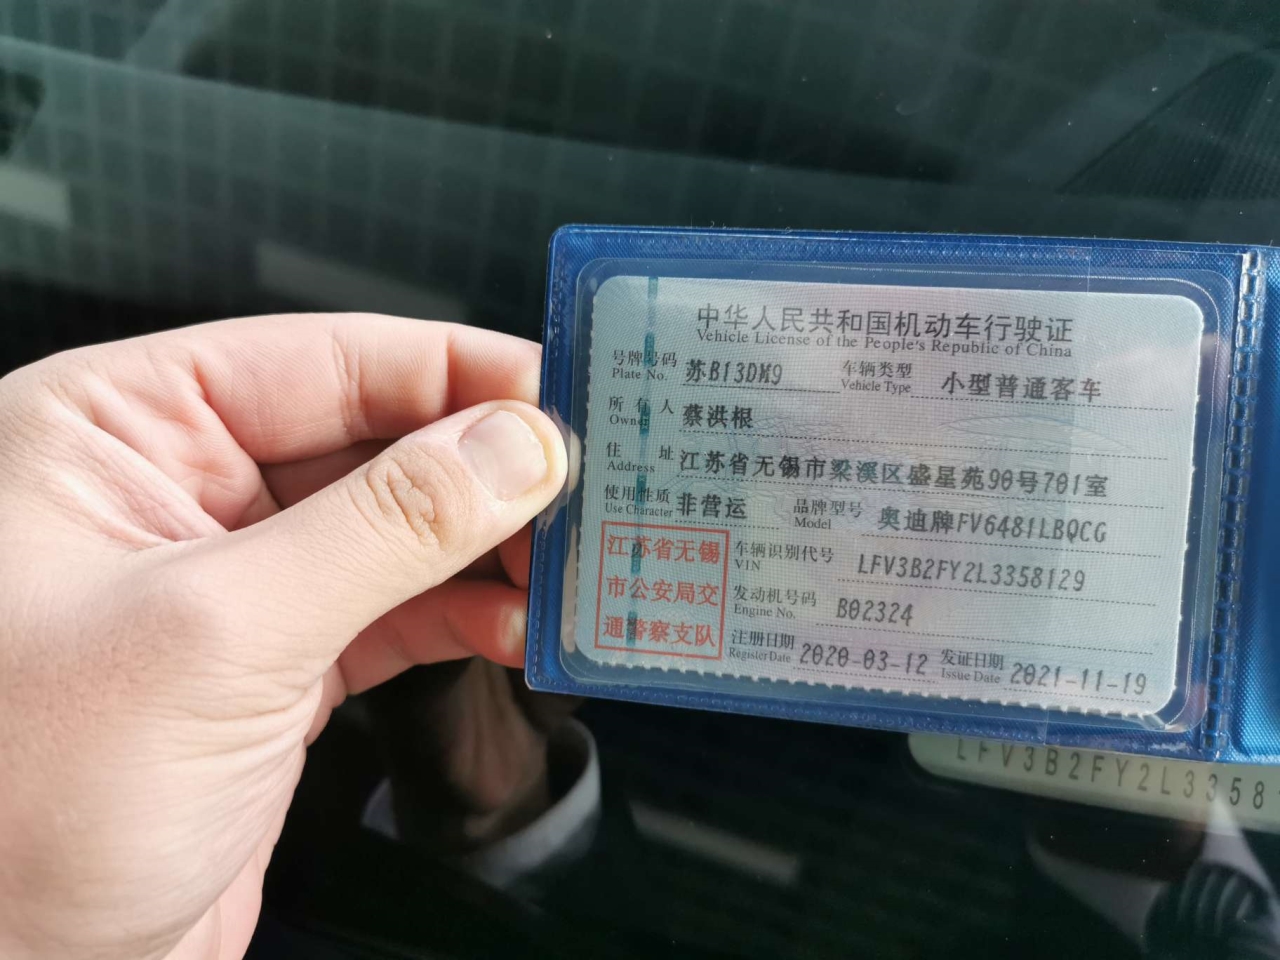 中华人民共和国机动车行驶证
Vehicle License of the People's Republic of China
号牌号码 Plate No. 苏B13DM9 车辆类型 Vehicle Type 小型普通客车
所有人 Owner 蔡洪根
住址 Address 江苏省无锡市梁溪区盛星苑90号701室
使用性质 Use Character 非营运 品牌型号 Model 奥迪牌FV6481LBQCG
江苏省无锡
市公安局交
通警察支队
车辆识别代号 VIN LFV3B2FY2L3358129
发动机号码 Engine No. B02324
注册日期 Register Date 2020-03-12 发证日期 Issue Date 2021-11-19
LFV3B2FY2L3358